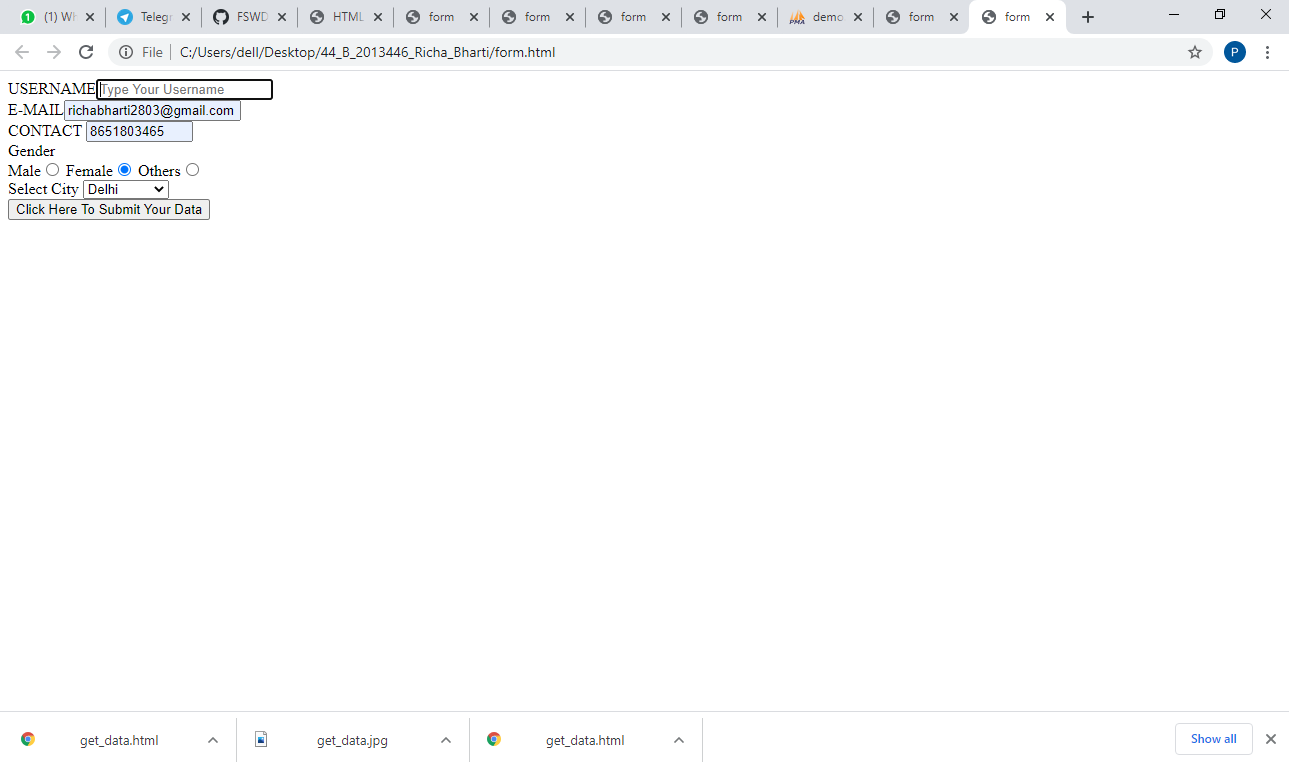 1 (1) Wh Telegr FSWD HTML form form form form PMA demo form form
File C:/Users/dell/Desktop/44_B_2013446_Richa_Bharti/form.html P
USERNAME Type Your Username
E-MAIL richabharti2803@gmail.com
CONTACT 8651803465
Gender
Male Female Others
Select City Delhi
Click Here To Submit Your Data
get_data.html get_data.jpg get_data.html Show all